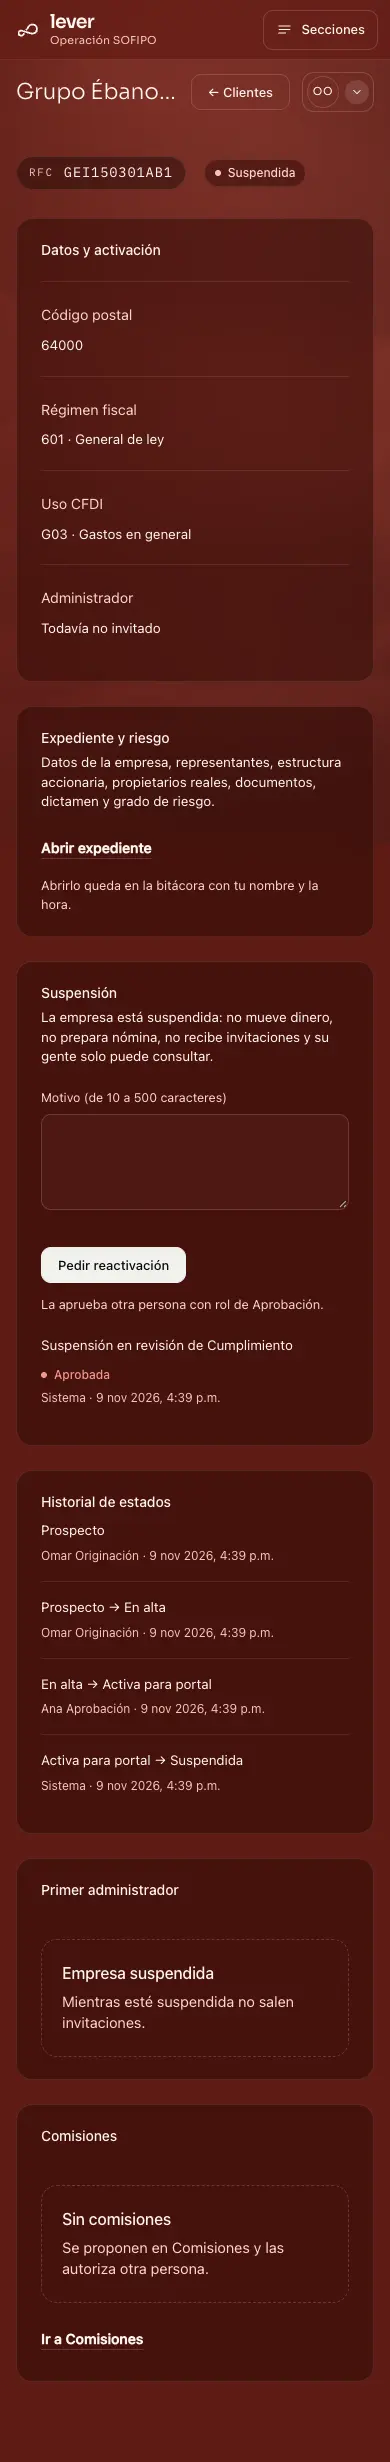 lever
Operación SOFIPO
Secciones
Grupo Ébano...
← Clientes
OO
RFC GEI150301AB1
Suspendida
Datos y activación
Código postal
64000
Régimen fiscal
601 · General de ley
Uso CFDI
G03 · Gastos en general
Administrador
Todavía no invitado
Expediente y riesgo
Datos de la empresa, representantes, estructura
accionaria, propietarios reales, documentos,
dictamen y grado de riesgo.
Abrir expediente
Abrirlo queda en la bitácora con tu nombre y la
hora.
Suspensión
La empresa está suspendida: no mueve dinero,
no prepara nómina, no recibe invitaciones y su
gente solo puede consultar.
Motivo (de 10 a 500 caracteres)
Pedir reactivación
La aprueba otra persona con rol de Aprobación.
Suspensión en revisión de Cumplimiento
Aprobada
Sistema · 9 nov 2026, 4:39 p.m.
Historial de estados
Prospecto
Omar Originación · 9 nov 2026, 4:39 p.m.
Prospecto → En alta
Omar Originación · 9 nov 2026, 4:39 p.m.
En alta → Activa para portal
Ana Aprobación · 9 nov 2026, 4:39 p.m.
Activa para portal → Suspendida
Sistema · 9 nov 2026, 4:39 p.m.
Primer administrador
Empresa suspendida
Mientras esté suspendida no salen
invitaciones.
Comisiones
Sin comisiones
Se proponen en Comisiones y las
autoriza otra persona.
Ir a Comisiones